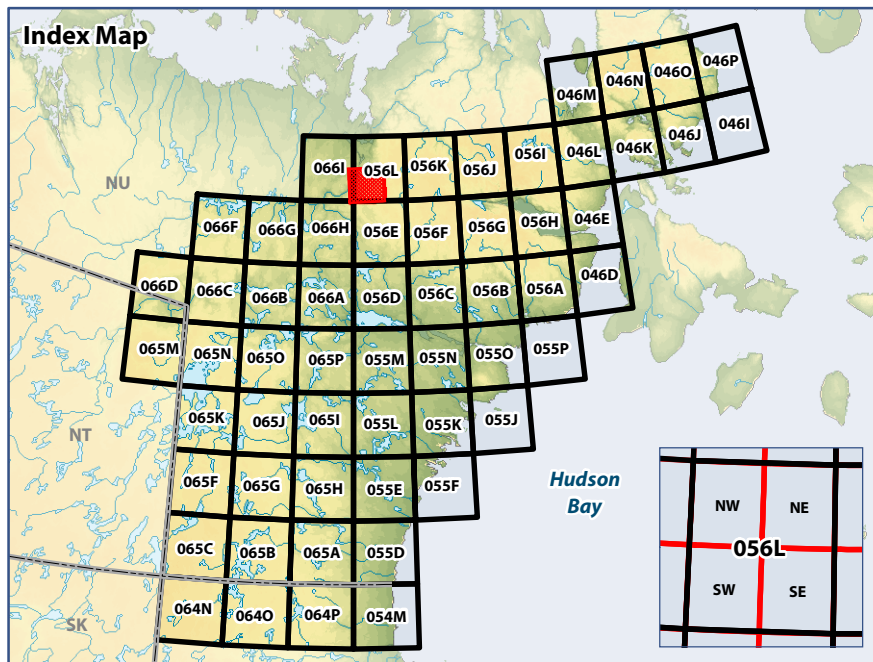 Index Map
046M 046N 046O 046P
066I 056L 056K 056J 056I 046L 046K 046J 046I
NU
066F 066G 066H 056E 056F 056G 056H 046E
066D 066C 066B 066A 056D 056C 056B 056A 046D
065M 065N 065O 065P 055M 055N 055O 055P
065K 065J 065I 055L 055K 055J
NT
065F 065G 065H 055E 055F
Hudson
Bay
065C 065B 065A 055D
064N 064O 064P 054M
SK
NW NE
056L
SW SE